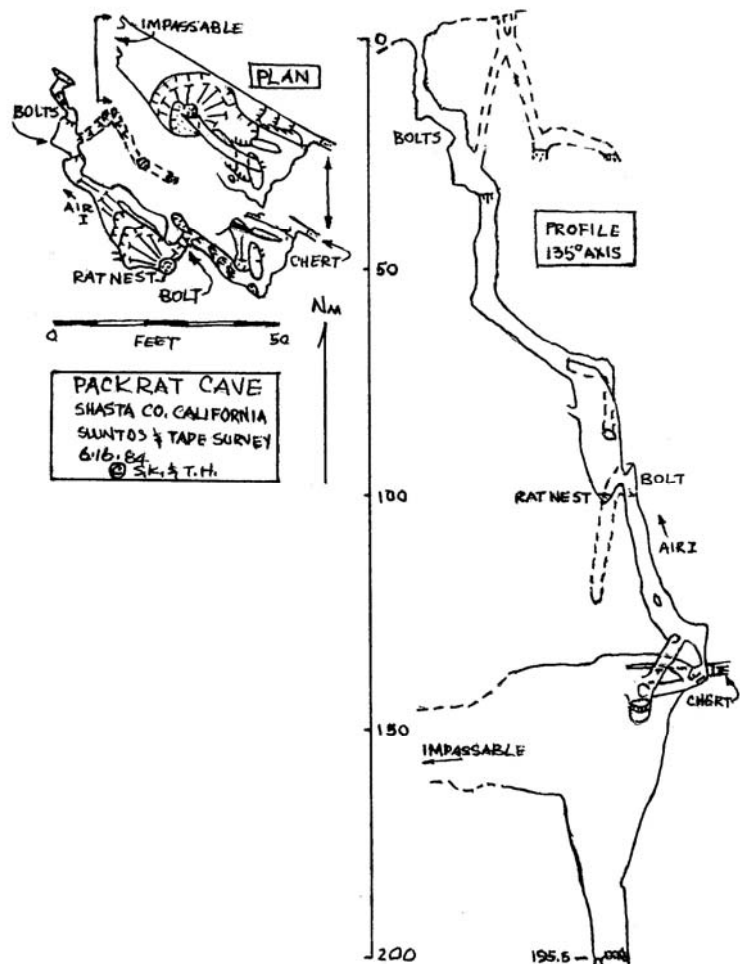 IMPASSABLE
PLAN
BOLTS
AIR
I
RAT NEST
BOLT
CHERT
NM
0 50
FEET
PACKRAT CAVE
SHASTA CO. CALIFORNIA
SUUNTOS & TAPE SURVEY
6.16.84
© S.K. & T.H.
0
BOLTS
PROFILE
135° AXIS
50
BOLT
RAT NEST
100
AIR I
CHERT
150
IMPASSABLE
195.5
200